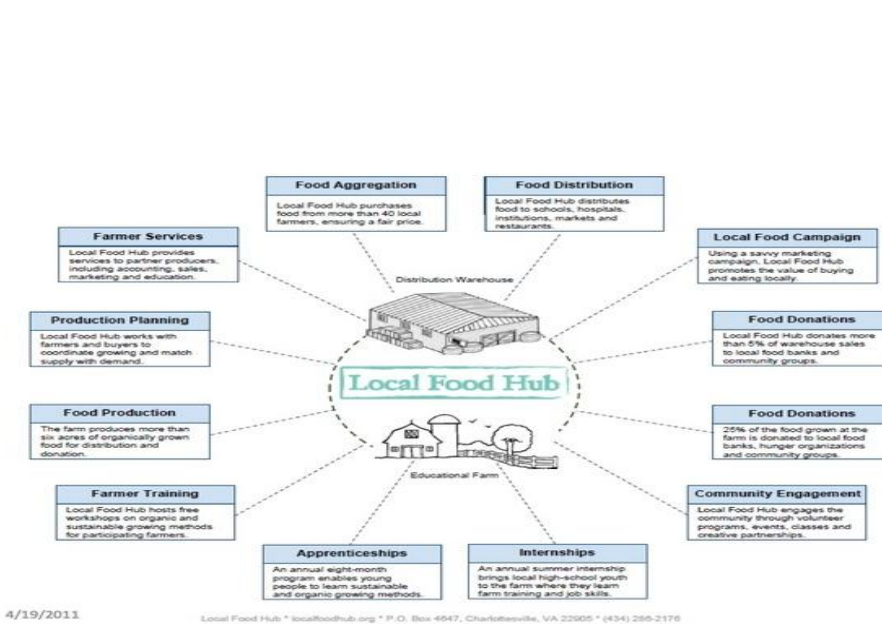 Food Aggregation
Local Food Hub purchases
food from more than 40 local
farmers, ensuring a fair price.
Food Distribution
Local Food Hub distributes
food to schools, hospitals,
institutions, markets and
restaurants.
Farmer Services
Local Food Hub provides
services to partner producers,
including accounting, sales,
marketing and education.
Local Food Campaign
Using a savvy marketing
campaign, Local Food Hub
promotes the value of buying
and eating locally.
Distribution Warehouse
Production Planning
Local Food Hub works with
farmers and buyers to
coordinate growing and match
supply with demand.
Food Donations
Local Food Hub donates more
than 5% of warehouse sales
to local food banks and
community groups.
Local Food Hub
Food Production
The farm produces more than
six acres of organically grown
food for distribution and
donation.
Food Donations
25% of the food grown at the
farm is donated to local food
banks, hunger organizations
and community groups.
Educational Farm
Farmer Training
Local Food Hub hosts free
workshops on organic and
sustainable growing methods
for participating farmers.
Community Engagement
Local Food Hub engages the
community through volunteer
programs, events, classes and
creative partnerships.
Apprenticeships
An annual eight-month
program enables young
people to learn sustainable
and organic growing methods.
Internships
An annual summer internship
brings local high-school youth
to the farm where they learn
farm training and job skills.
4/19/2011
Local Food Hub * localfoodhub.org * P.O. Box 4647, Charlottesville, VA 22905 * (434) 286-2176